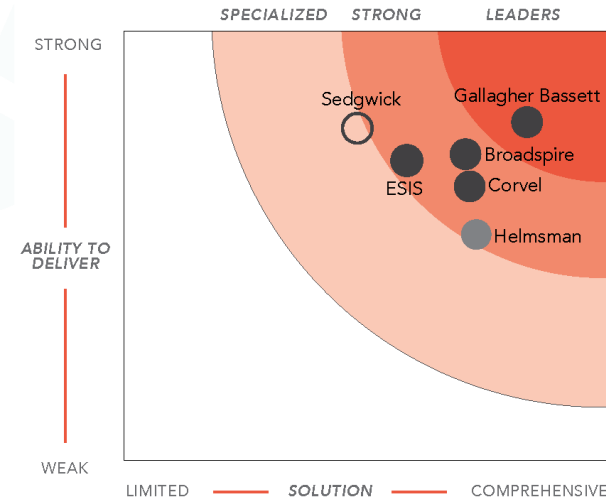 SPECIALIZED STRONG LEADERS
STRONG
Sedgwick
Gallagher Bassett
Broadspire
ESIS
Corvel
Helmsman
ABILITY TO
DELIVER
WEAK
LIMITED SOLUTION COMPREHENSIVE